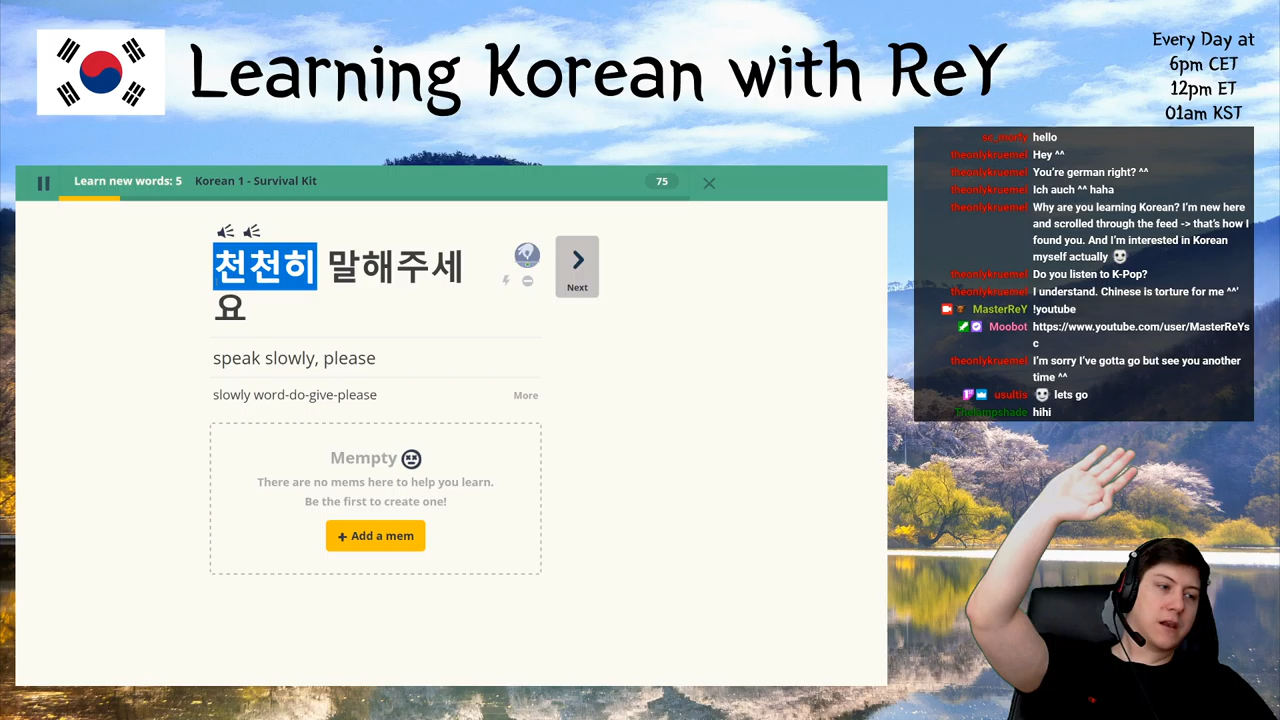 Learning Korean with ReY
Every Day at
6pm CET
12pm ET
01am KST
Learn new words: 5
Korean 1 - Survival Kit
75
천천히 말해주세
요
Next
speak slowly, please
slowly word-do-give-please
More
Mempty
There are no mems here to help you learn.
Be the first to create one!
+ Add a mem
hello
theonlykruemel Hey ^^
theonlykruemel You're german right? ^^
theonlykruemel Ich auch ^^ haha
theonlykruemel Why are you learning Korean? I'm new here
and scrolled through the feed -> that's how I
found you. And I'm interested in Korean
myself actually
theonlykruemel Do you listen to K-Pop?
theonlykruemel I understand. Chinese is torture for me ^^'
MasterReY !youtube
Moobot https://www.youtube.com/user/MasterReYs
c
theonlykruemel I'm sorry I've gotta go but see you another
time ^^
usultis lets go
Thelampshade hihi